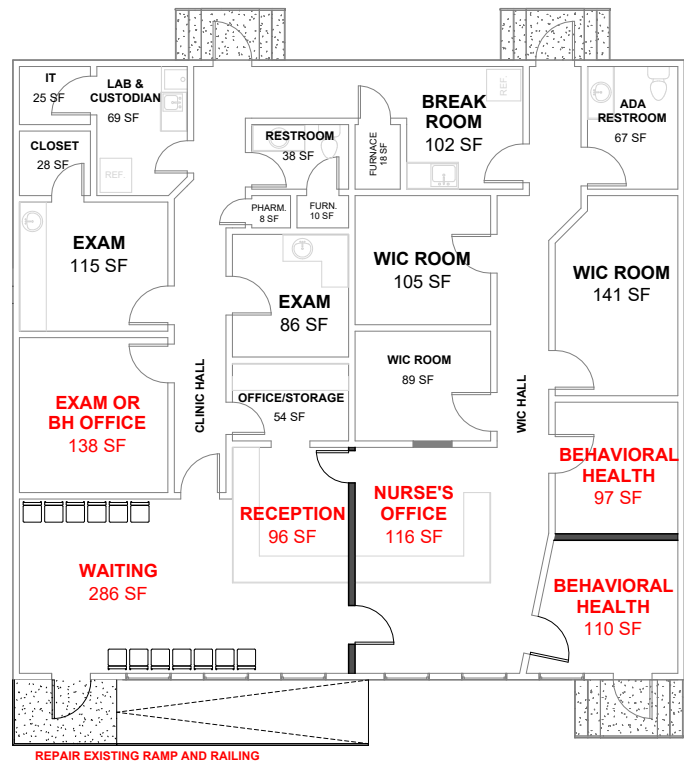 IT
25 SF
LAB &
CUSTODIAN
69 SF
CLOSET
28 SF
REF.
RESTROOM
38 SF
FURNACE
18 SF
BREAK
ROOM
102 SF
REF.
ADA
RESTROOM
67 SF
PHARM.
8 SF
FURN.
10 SF
EXAM
115 SF
EXAM
86 SF
WIC ROOM
105 SF
WIC ROOM
141 SF
WIC ROOM
89 SF
OFFICE/STORAGE
54 SF
CLINIC HALL
WIC HALL
EXAM OR
BH OFFICE
138 SF
BEHAVIORAL
HEALTH
97 SF
RECEPTION
96 SF
NURSE'S
OFFICE
116 SF
WAITING
286 SF
BEHAVIORAL
HEALTH
110 SF
REPAIR EXISTING RAMP AND RAILING